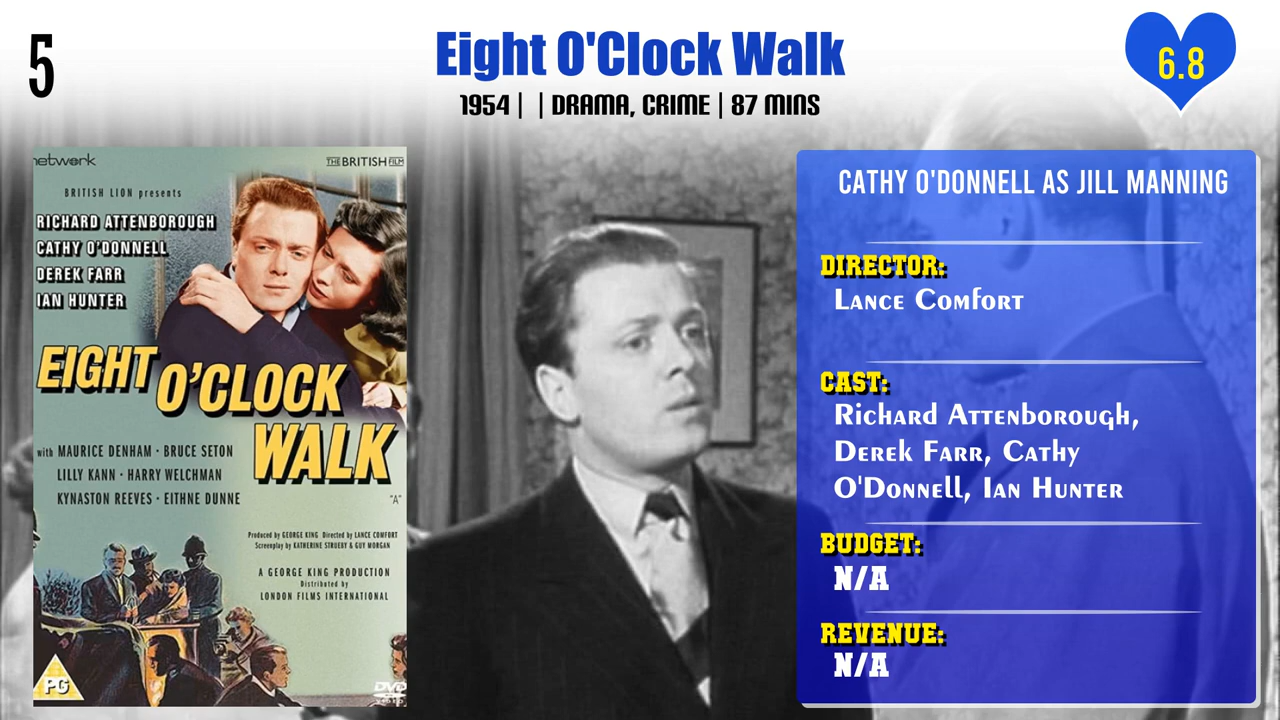 5
Eight O'Clock Walk
1954 | | DRAMA, CRIME | 87 MINS
6.8
network
THE BRITISH FILM
BRITISH LION presents
RICHARD ATTENBOROUGH
CATHY O'DONNELL
DEREK FARR
IAN HUNTER
EIGHT O'CLOCK
WALK
with MAURICE DENHAM · BRUCE SETON
LILLY KANN · HARRY WELCHMAN
KYNASTON REEVES · EITHNE DUNNE
"A"
Produced by GEORGE KING Directed by LANCE COMFORT
Screenplay by KATHERINE STRUEBY & GUY MORGAN
A GEORGE KING PRODUCTION
Distributed by
LONDON FILMS INTERNATIONAL
PG
DVD
VIDEO
CATHY O'DONNELL AS JILL MANNING
DIRECTOR:
Lance Comfort
CAST:
Richard Attenborough,
Derek Farr, Cathy
O'Donnell, Ian Hunter
BUDGET:
N/A
REVENUE:
N/A